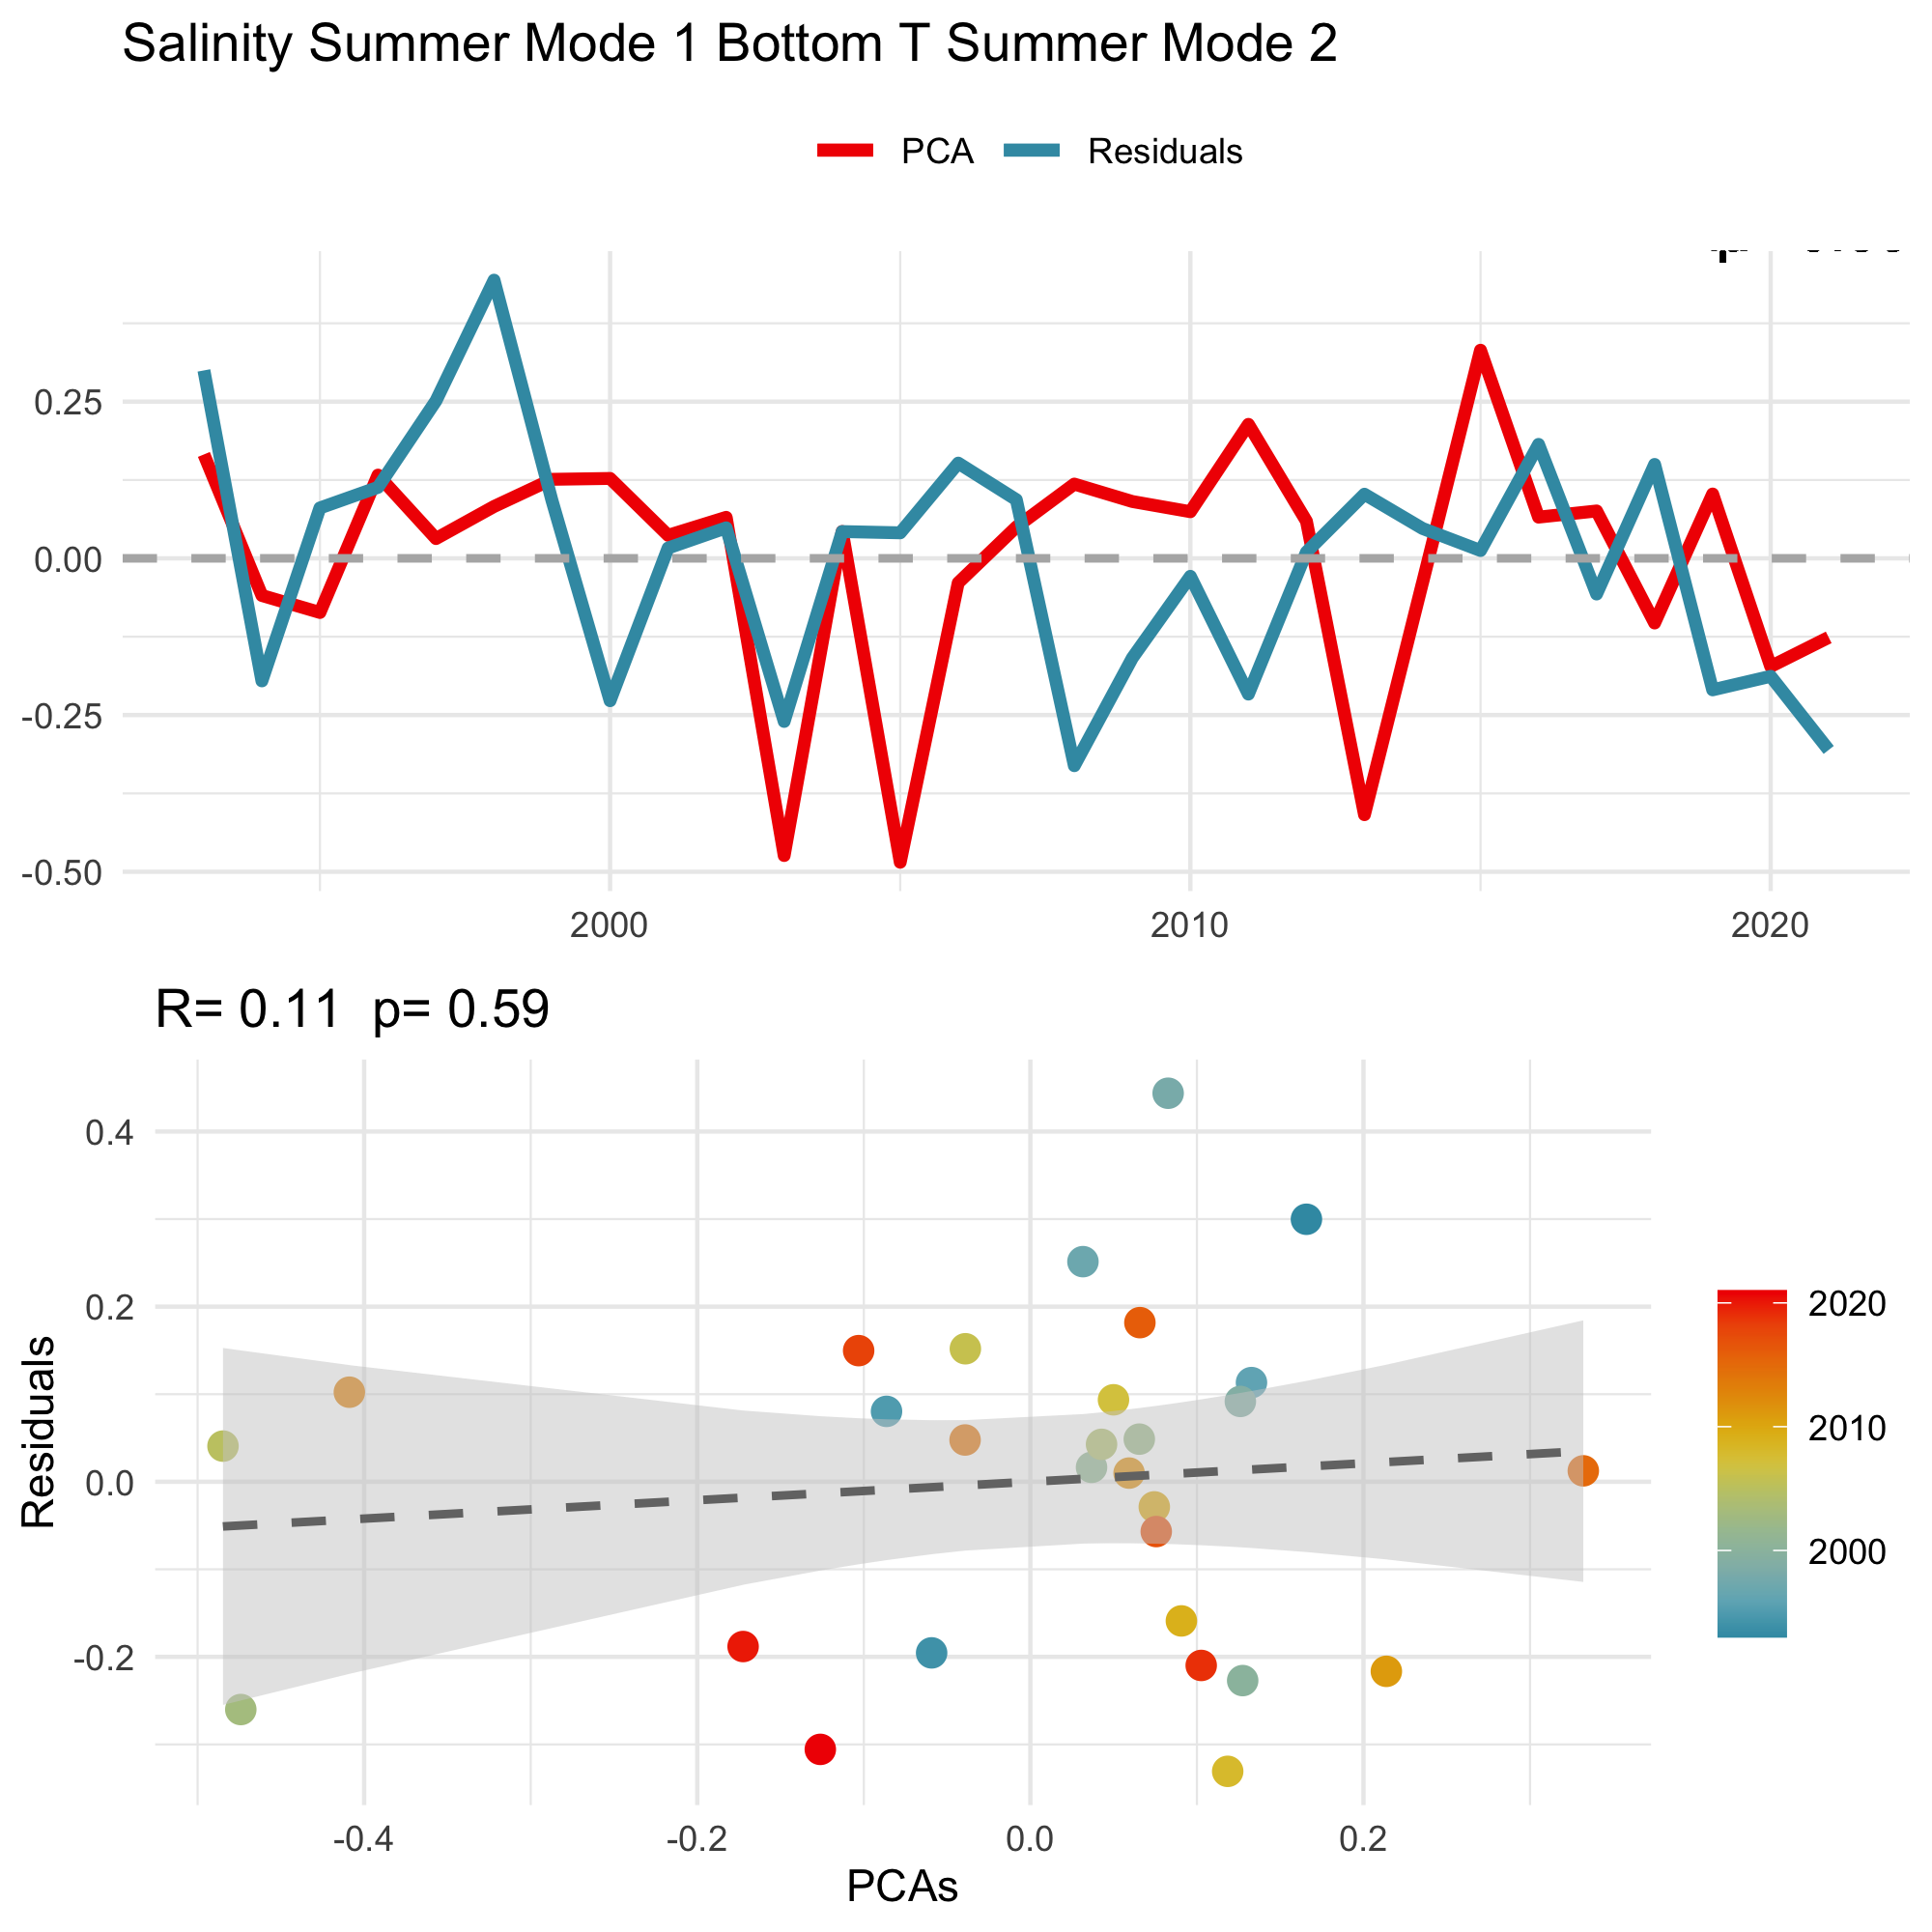 Salinity Summer Mode 1 Bottom T Summer Mode 2
PCA Residuals
0.25
0.00
-0.25
-0.50
2000 2010 2020
R= 0.11 p= 0.59
Residuals
0.4
0.2
0.0
-0.2
-0.4 -0.2 0.0 0.2
PCAs
2020
2010
2000